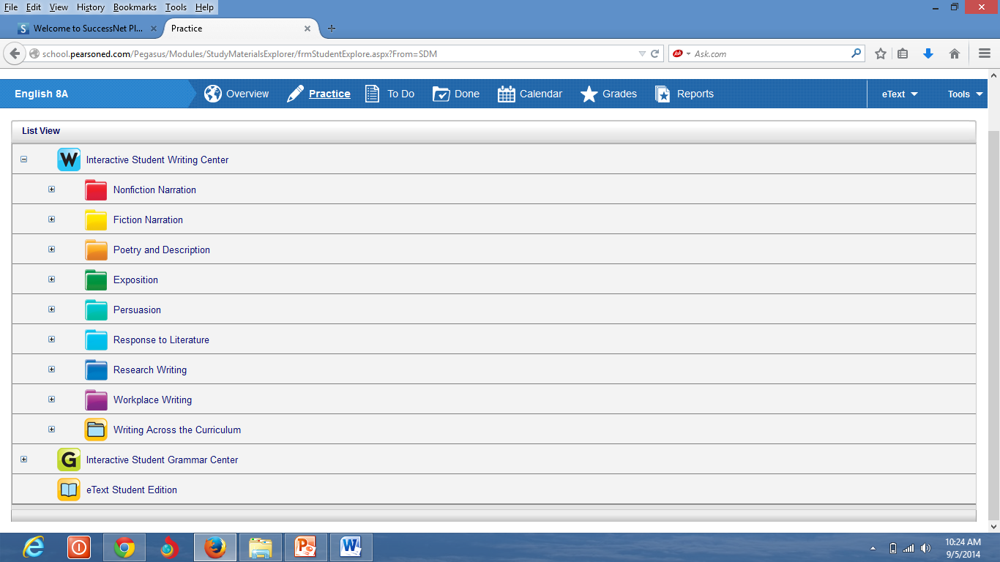 File Edit View History Bookmarks Tools Help
S Welcome to SuccessNet Pl... Practice
school.pearsoned.com/Pegasus/Modules/StudyMaterialsExplorer/frmStudentExplore.aspx?From=SDM Ask Ask.com
English 8A Overview Practice To Do Done Calendar Grades Reports eText Tools
List View
W Interactive Student Writing Center
Nonfiction Narration
Fiction Narration
Poetry and Description
Exposition
Persuasion
Response to Literature
Research Writing
Workplace Writing
Writing Across the Curriculum
G Interactive Student Grammar Center
eText Student Edition
10:24 AM
9/5/2014